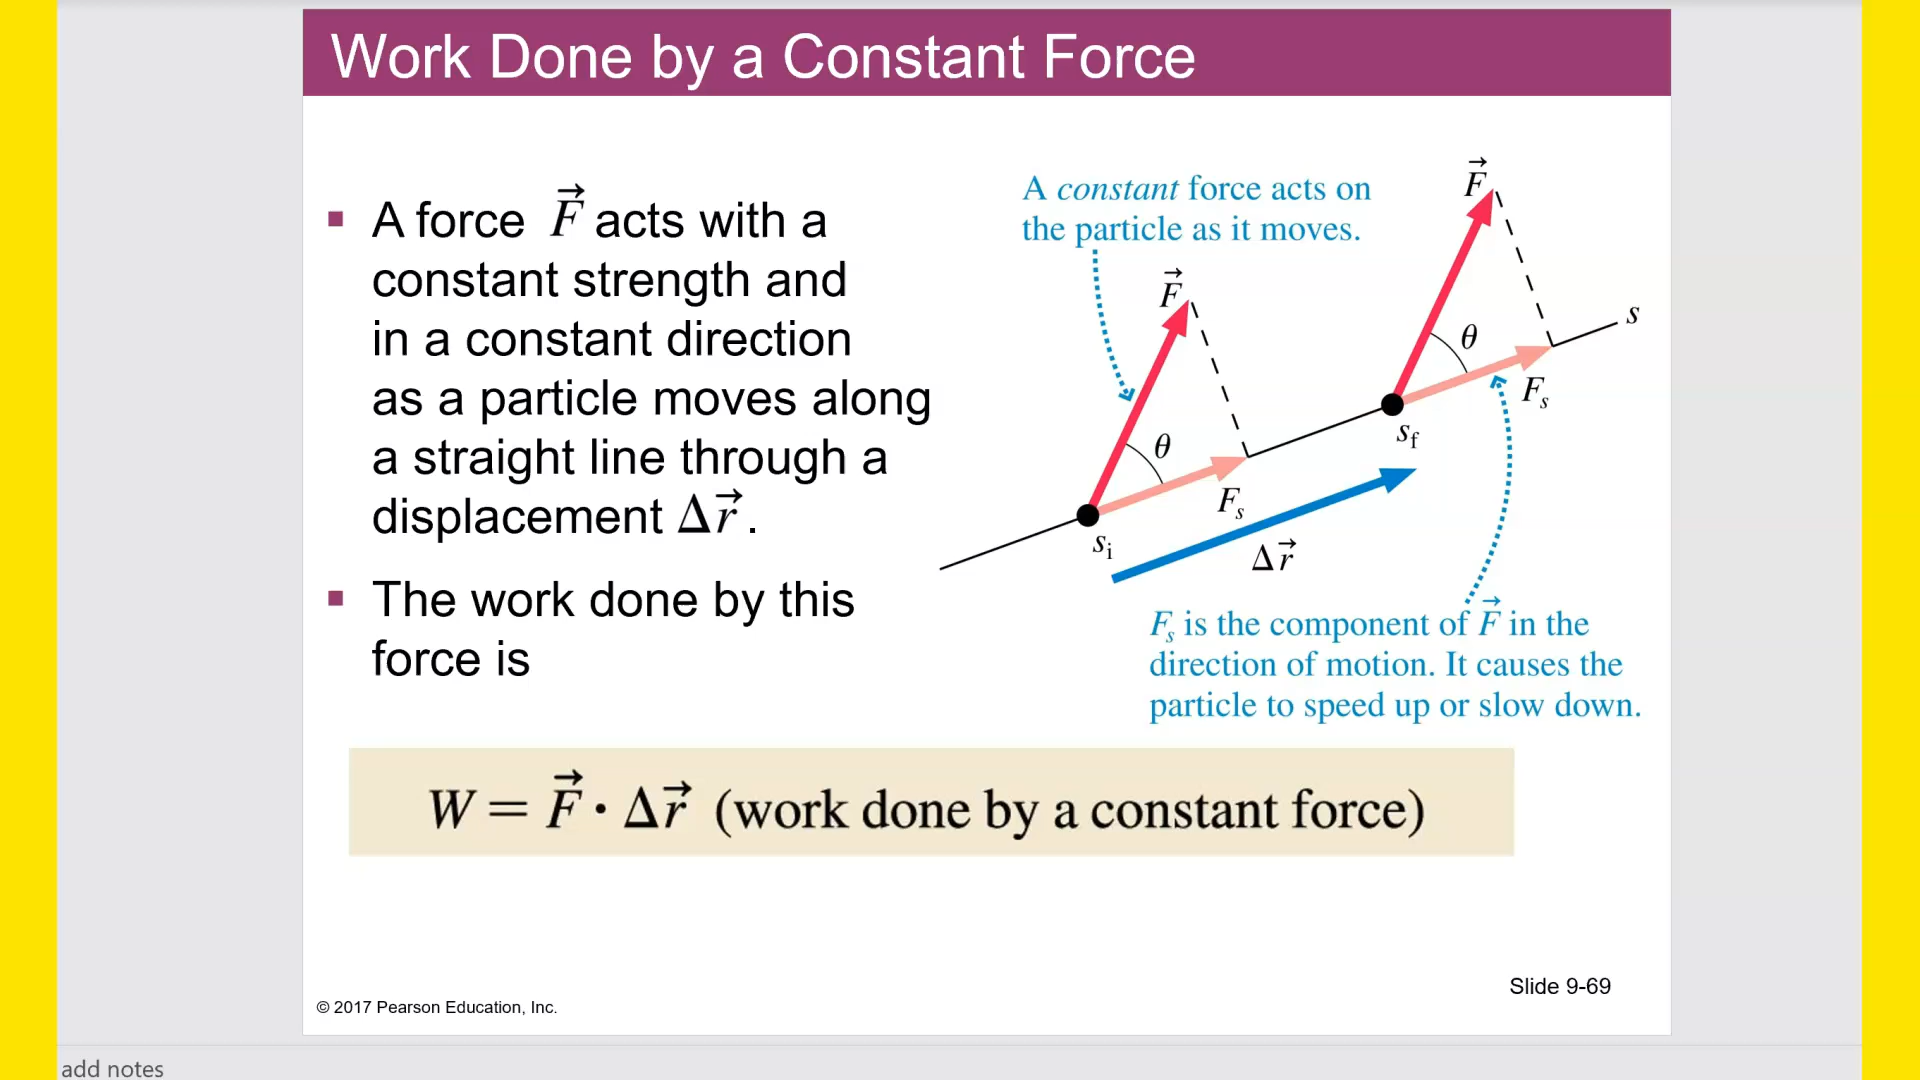 Work Done by a Constant Force
▪ A force F⃗ acts with a
constant strength and
in a constant direction
as a particle moves along
a straight line through a
displacement Δr⃗.
▪ The work done by this
force is
A constant force acts on
the particle as it moves.
F⃗
F⃗
θ
θ
s
Fₛ
Fₛ
s_f
s_i
Δr⃗
Fₛ is the component of F⃗ in the
direction of motion. It causes the
particle to speed up or slow down.
W = F⃗ · Δr⃗ (work done by a constant force)
Slide 9-69
© 2017 Pearson Education, Inc.
add notes